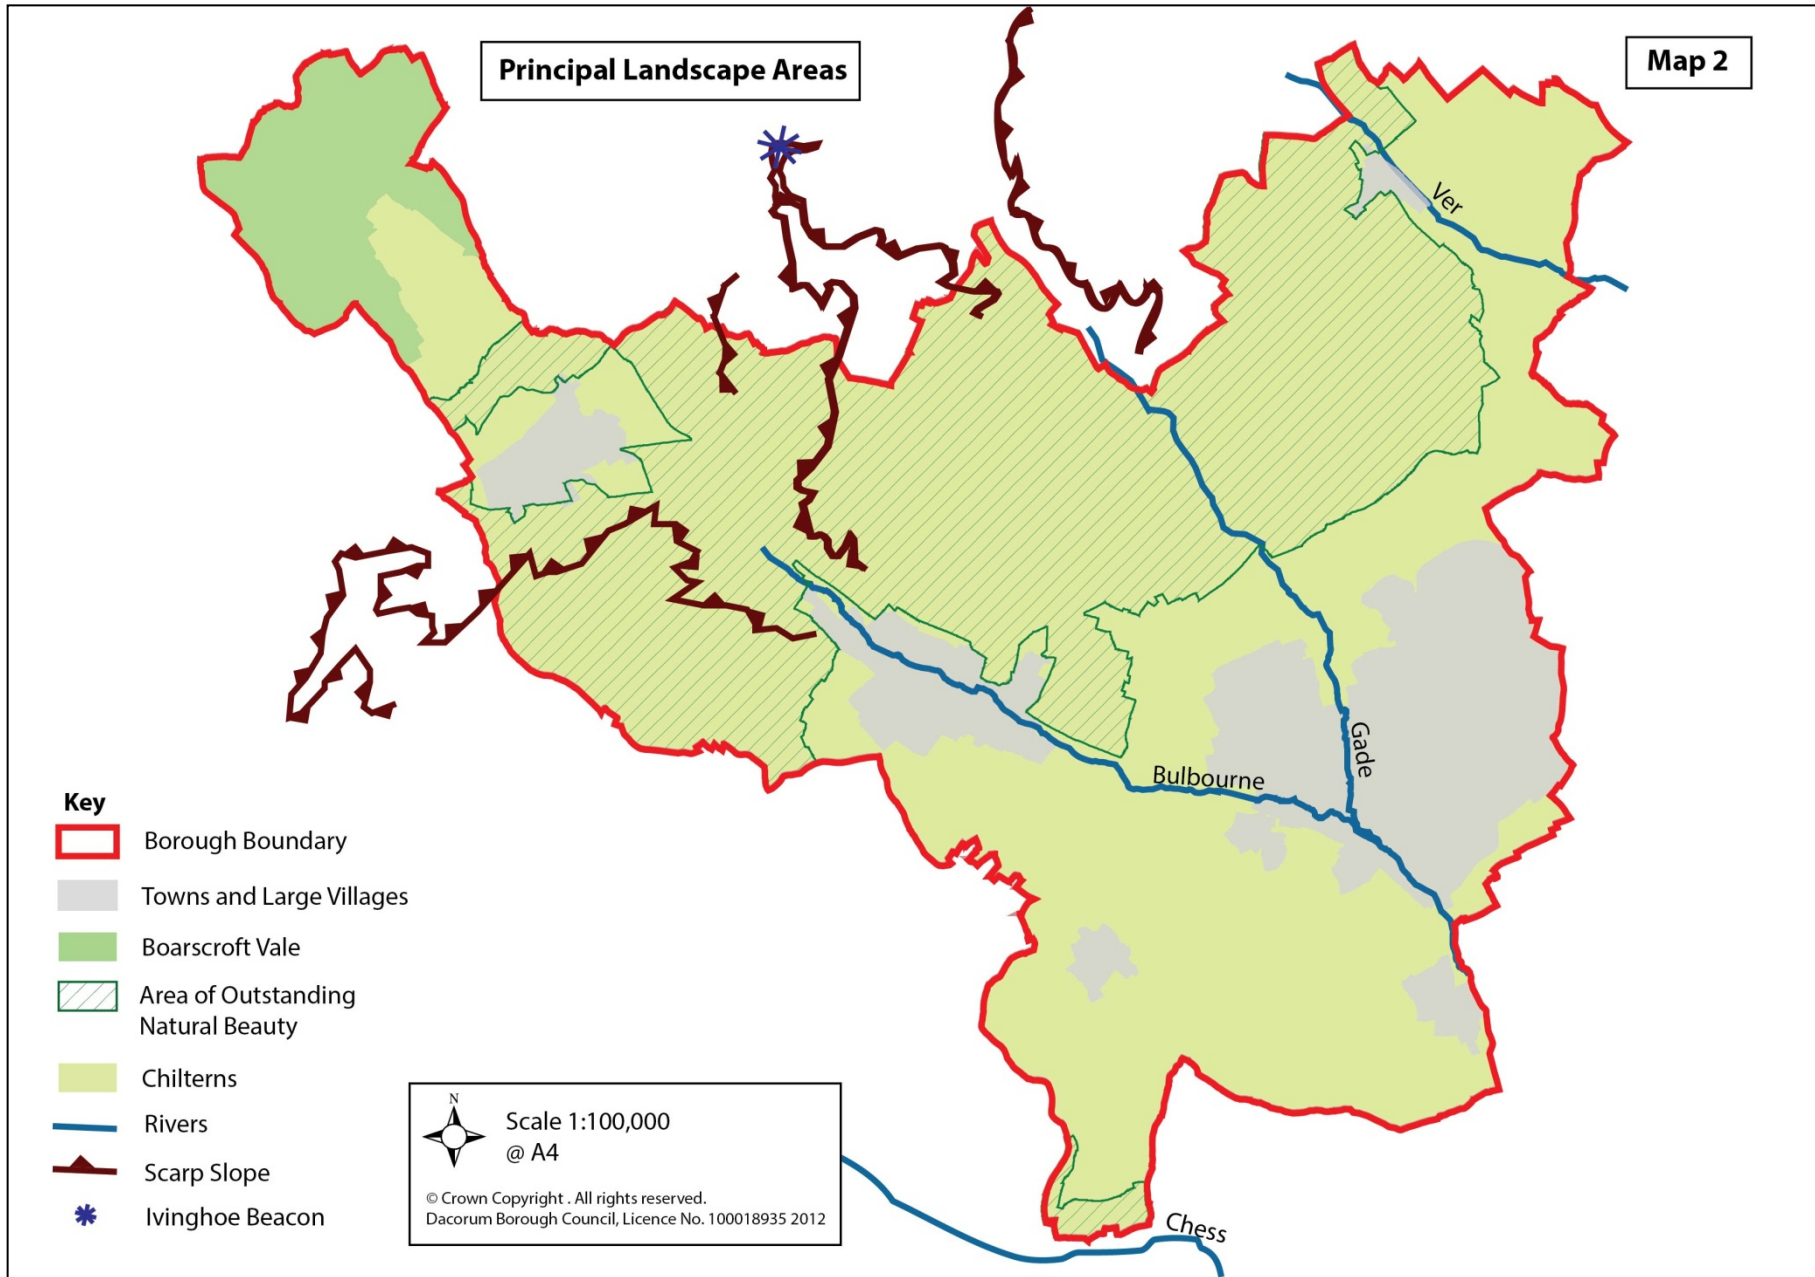 Principal Landscape Areas
Map 2
Ver
Gade
Bulbourne
Chess
Key
Borough Boundary
Towns and Large Villages
Boarscroft Vale
Area of Outstanding
Natural Beauty
Chilterns
Rivers
Scarp Slope
Ivinghoe Beacon
N
Scale 1:100,000
@ A4
© Crown Copyright . All rights reserved.
Dacorum Borough Council, Licence No. 100018935 2012